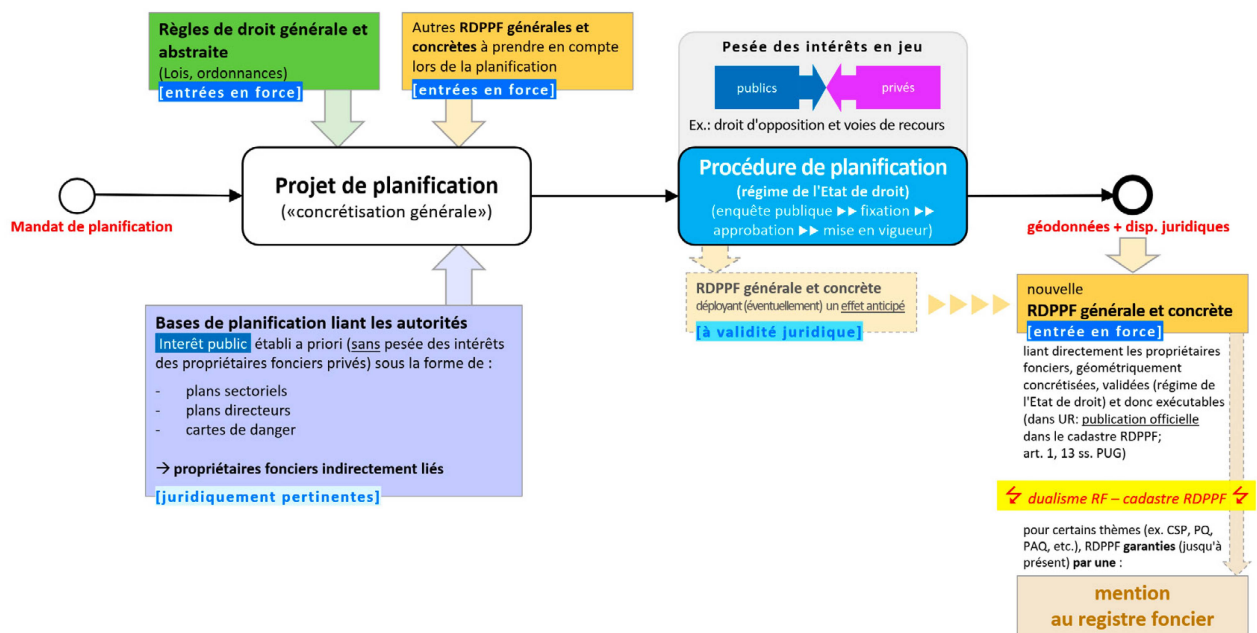 Règles de droit générale et
abstraite
(Lois, ordonnances)
[entrées en force]
Autres RDPPF générales et
concrètes à prendre en compte
lors de la planification
[entrées en force]
Pesée des intérêts en jeu
publics
privés
Ex.: droit d'opposition et voies de recours
Mandat de planification
Projet de planification
(«concrétisation générale»)
Procédure de planification
(régime de l'Etat de droit)
(enquête publique ►► fixation ►►
approbation ►► mise en vigueur)
géodonnées + disp. juridiques
Bases de planification liant les autorités
Interêt public établi a priori (sans pesée des intérêts
des propriétaires fonciers privés) sous la forme de :
- plans sectoriels
- plans directeurs
- cartes de danger
→ propriétaires fonciers indirectement liés
[juridiquement pertinentes]
RDPPF générale et concrète
déployant (éventuellement) un effet anticipé
[à validité juridique]
nouvelle
RDPPF générale et concrète
[entrée en force]
liant directement les propriétaires
fonciers, géométriquement
concrétisées, validées (régime de
l'Etat de droit) et donc exécutables
(dans UR: publication officielle
dans le cadastre RDPPF;
art. 1, 13 ss. PUG)
dualisme RF – cadastre RDPPF
pour certains thèmes (ex. CSP, PQ,
PAQ, etc.), RDPPF garanties (jusqu'à
présent) par une :
mention
au registre foncier